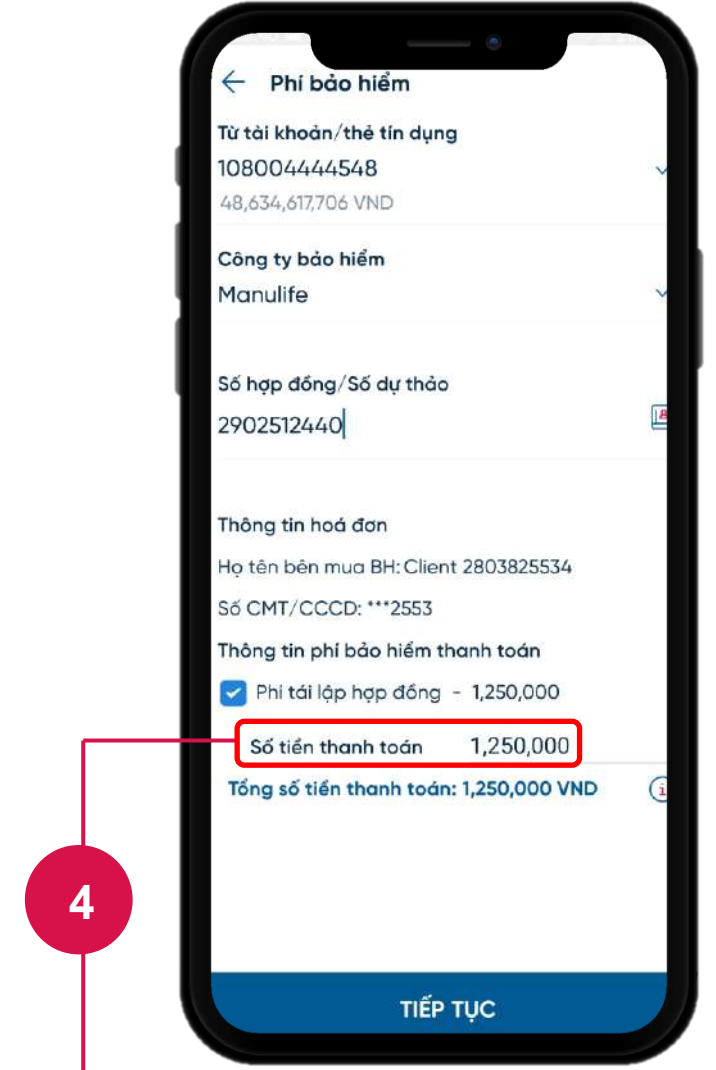 Phí bảo hiểm
Từ tài khoản/thẻ tín dụng
108004444548
48,634,617,706 VND
Công ty bảo hiểm
Manulife
Số hợp đồng/Số dự thảo
2902512440
Thông tin hoá đơn
Họ tên bên mua BH: Client 2803825534
Số CMT/CCCD: ***2553
Thông tin phí bảo hiểm thanh toán
Phí tái lập hợp đồng - 1,250,000
Số tiền thanh toán 1,250,000
Tổng số tiền thanh toán: 1,250,000 VND
4
TIẾP TỤC